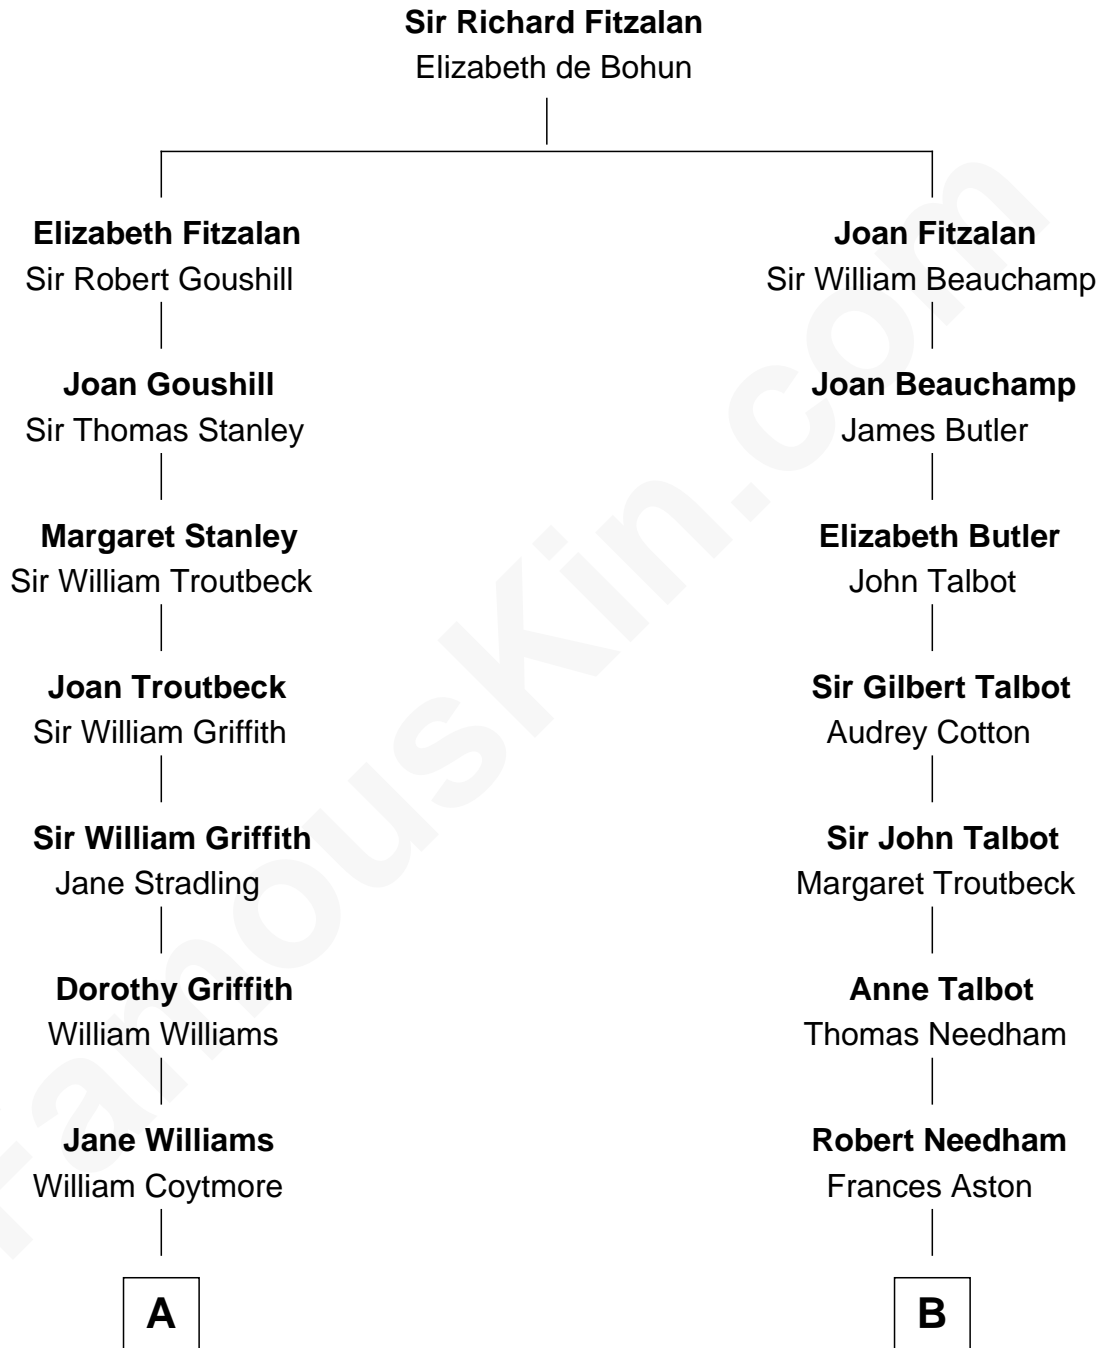 Sir Richard Fitzalan
Elizabeth de Bohun
Elizabeth Fitzalan
Sir Robert Goushill
Joan Fitzalan
Sir William Beauchamp
Joan Goushill
Sir Thomas Stanley
Joan Beauchamp
James Butler
Margaret Stanley
Sir William Troutbeck
Elizabeth Butler
John Talbot
Joan Troutbeck
Sir William Griffith
Sir Gilbert Talbot
Audrey Cotton
Sir William Griffith
Jane Stradling
Sir John Talbot
Margaret Troutbeck
Dorothy Griffith
William Williams
Anne Talbot
Thomas Needham
Jane Williams
William Coytmore
Robert Needham
Frances Aston
A
B
FamousKin.com